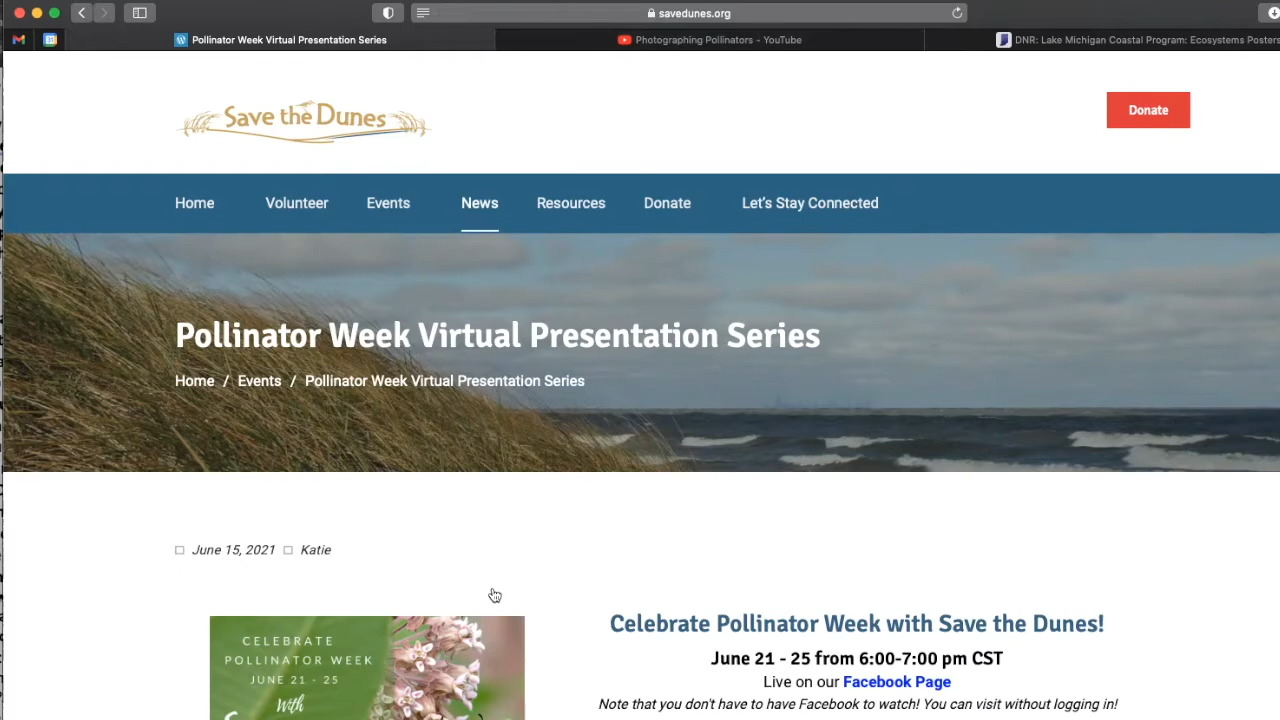 savedunes.org
Pollinator Week Virtual Presentation Series
Photographing Pollinators - YouTube
DNR: Lake Michigan Coastal Program: Ecosystems Posters
Save the Dunes
Donate
Home Volunteer Events News Resources Donate Let's Stay Connected
Pollinator Week Virtual Presentation Series
Home / Events / Pollinator Week Virtual Presentation Series
June 15, 2021 Katie
CELEBRATE
POLLINATOR WEEK
JUNE 21 - 25
With
Celebrate Pollinator Week with Save the Dunes!
June 21 - 25 from 6:00-7:00 pm CST
Live on our Facebook Page
Note that you don't have to have Facebook to watch! You can visit without logging in!